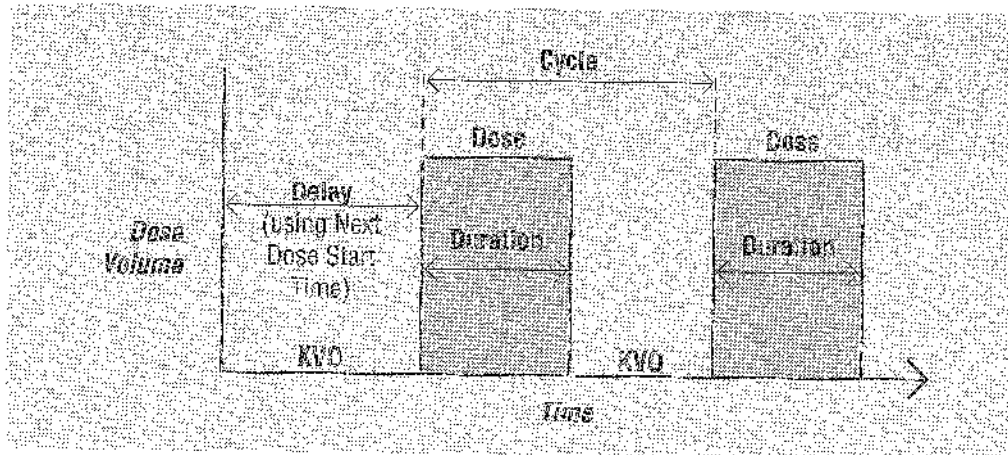 Cycle
Dose
Dose
Delay
(using Next
Dose Start
Time)
Duration
Duration
Dose
Volume
KVO
KVO
Time